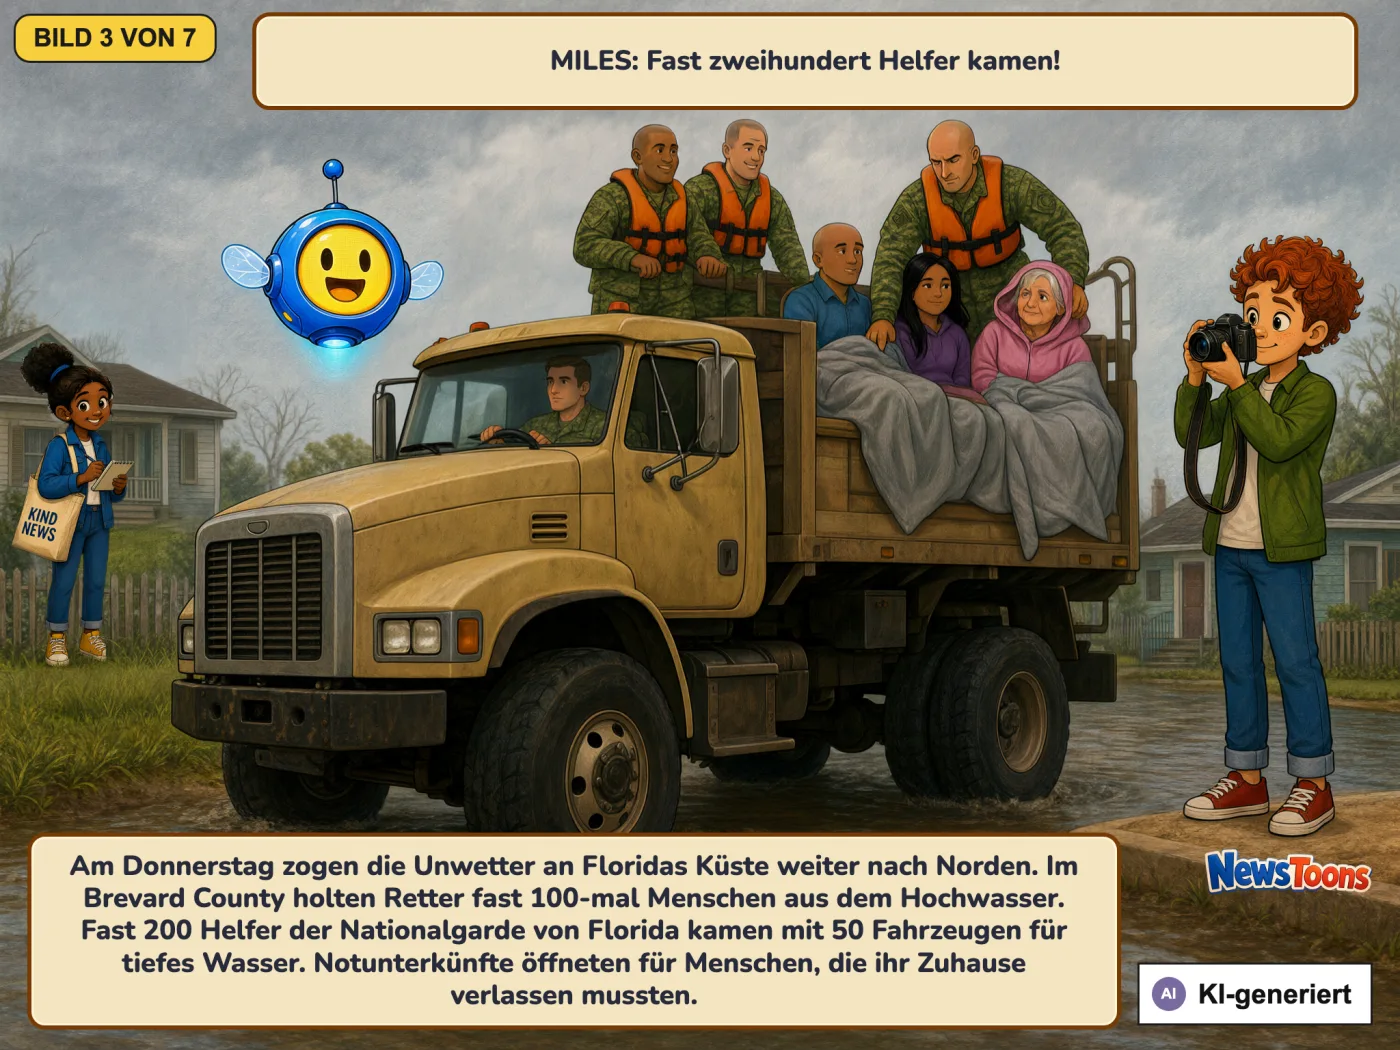 BILD 3 VON 7
MILES: Fast zweihundert Helfer kamen!
KIND
NEWS
Am Donnerstag zogen die Unwetter an Floridas Küste weiter nach Norden. Im
Brevard County holten Retter fast 100-mal Menschen aus dem Hochwasser.
Fast 200 Helfer der Nationalgarde von Florida kamen mit 50 Fahrzeugen für
tiefes Wasser. Notunterkünfte öffneten für Menschen, die ihr Zuhause
verlassen mussten.
NewsToons
AI KI-generiert